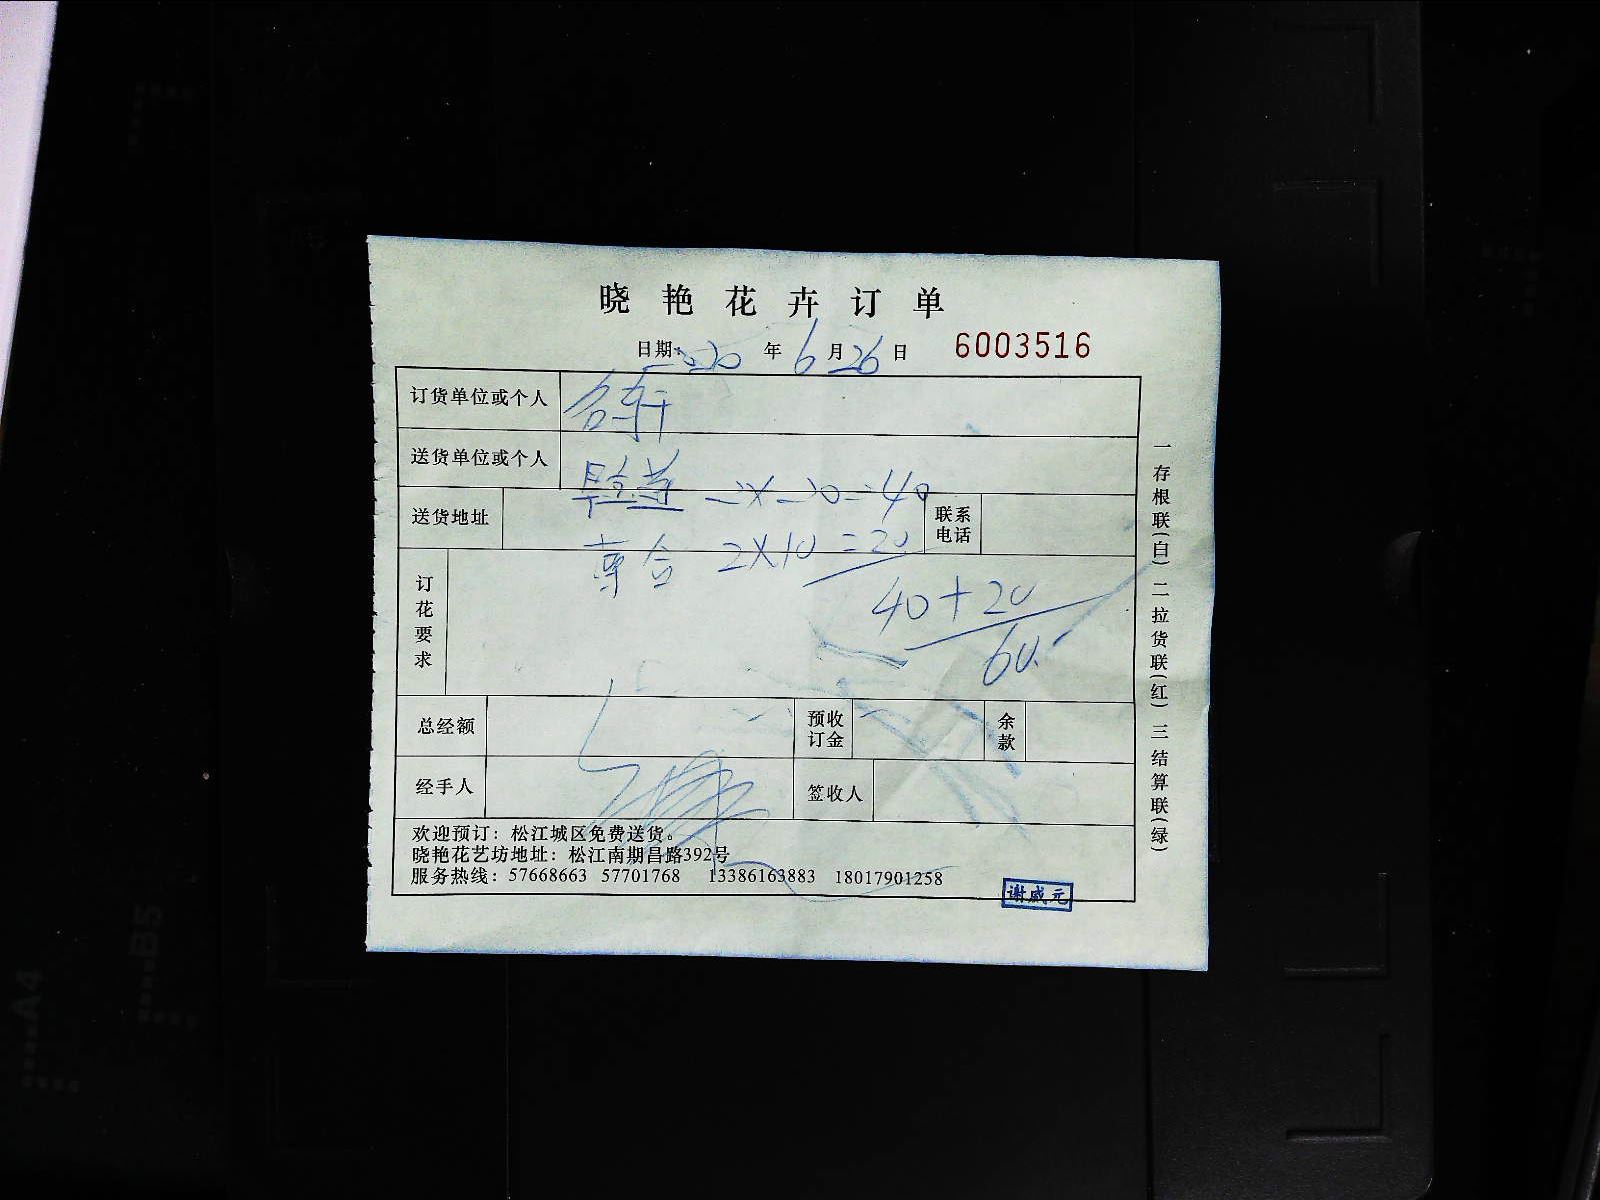 晓艳花卉订单
日期: 2020 年 6 月 26 日 6003516
订货单位或个人
送货单位或个人
2×20=40
送货地址 联系电话
2×10=20
订花要求
40+20
60.
总经额 预收订金 余款
经手人 签收人
欢迎预订：松江城区免费送货。
晓艳花艺坊地址：松江南期昌路392号
服务热线：57668663 57701768 13386163883 18017901258
谢威元
一存根联(白) 二拉货联(红) 三结算联(绿)